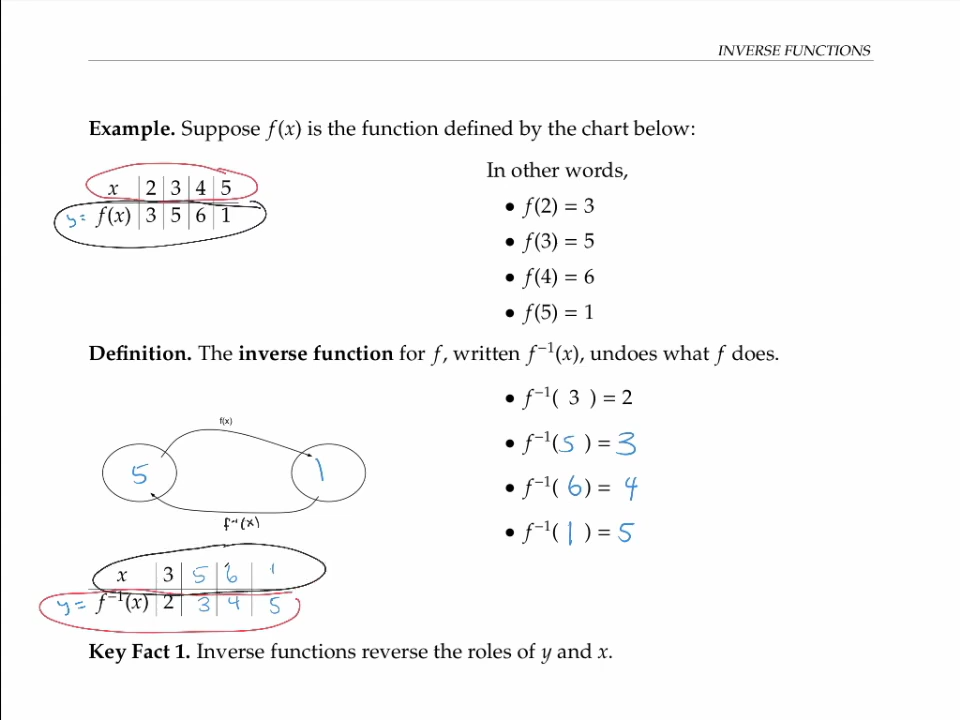 INVERSE FUNCTIONS
Example. Suppose f(x) is the function defined by the chart below:
x 2 3 4 5
y= f(x) 3 5 6 1
In other words,
• f(2) = 3
• f(3) = 5
• f(4) = 6
• f(5) = 1
Definition. The inverse function for f, written f⁻¹(x), undoes what f does.
f(x)
5 1
f⁻¹(x)
• f⁻¹( 3 ) = 2
• f⁻¹( 5 ) = 3
• f⁻¹( 6 ) = 4
• f⁻¹( 1 ) = 5
x 3 5 6 1
y= f⁻¹(x) 2 3 4 5
Key Fact 1. Inverse functions reverse the roles of y and x.